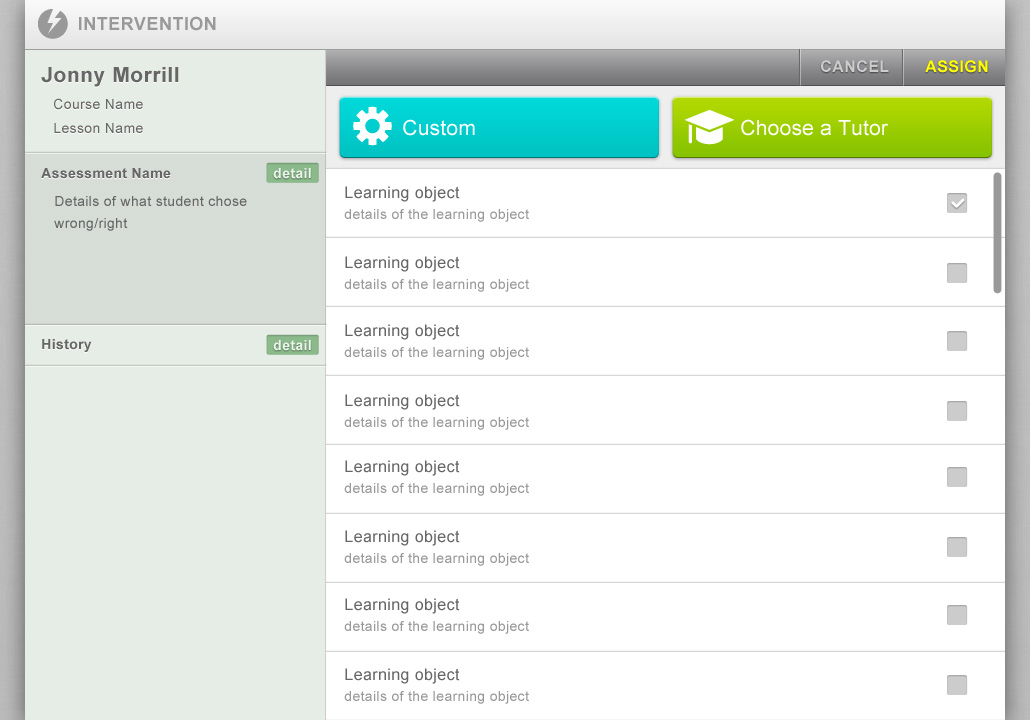 INTERVENTION
Jonny Morrill
Course Name
Lesson Name
Assessment Name
detail
Details of what student chose
wrong/right
History
detail
CANCEL
ASSIGN
Custom
Choose a Tutor
Learning object
details of the learning object
Learning object
details of the learning object
Learning object
details of the learning object
Learning object
details of the learning object
Learning object
details of the learning object
Learning object
details of the learning object
Learning object
details of the learning object
Learning object
details of the learning object